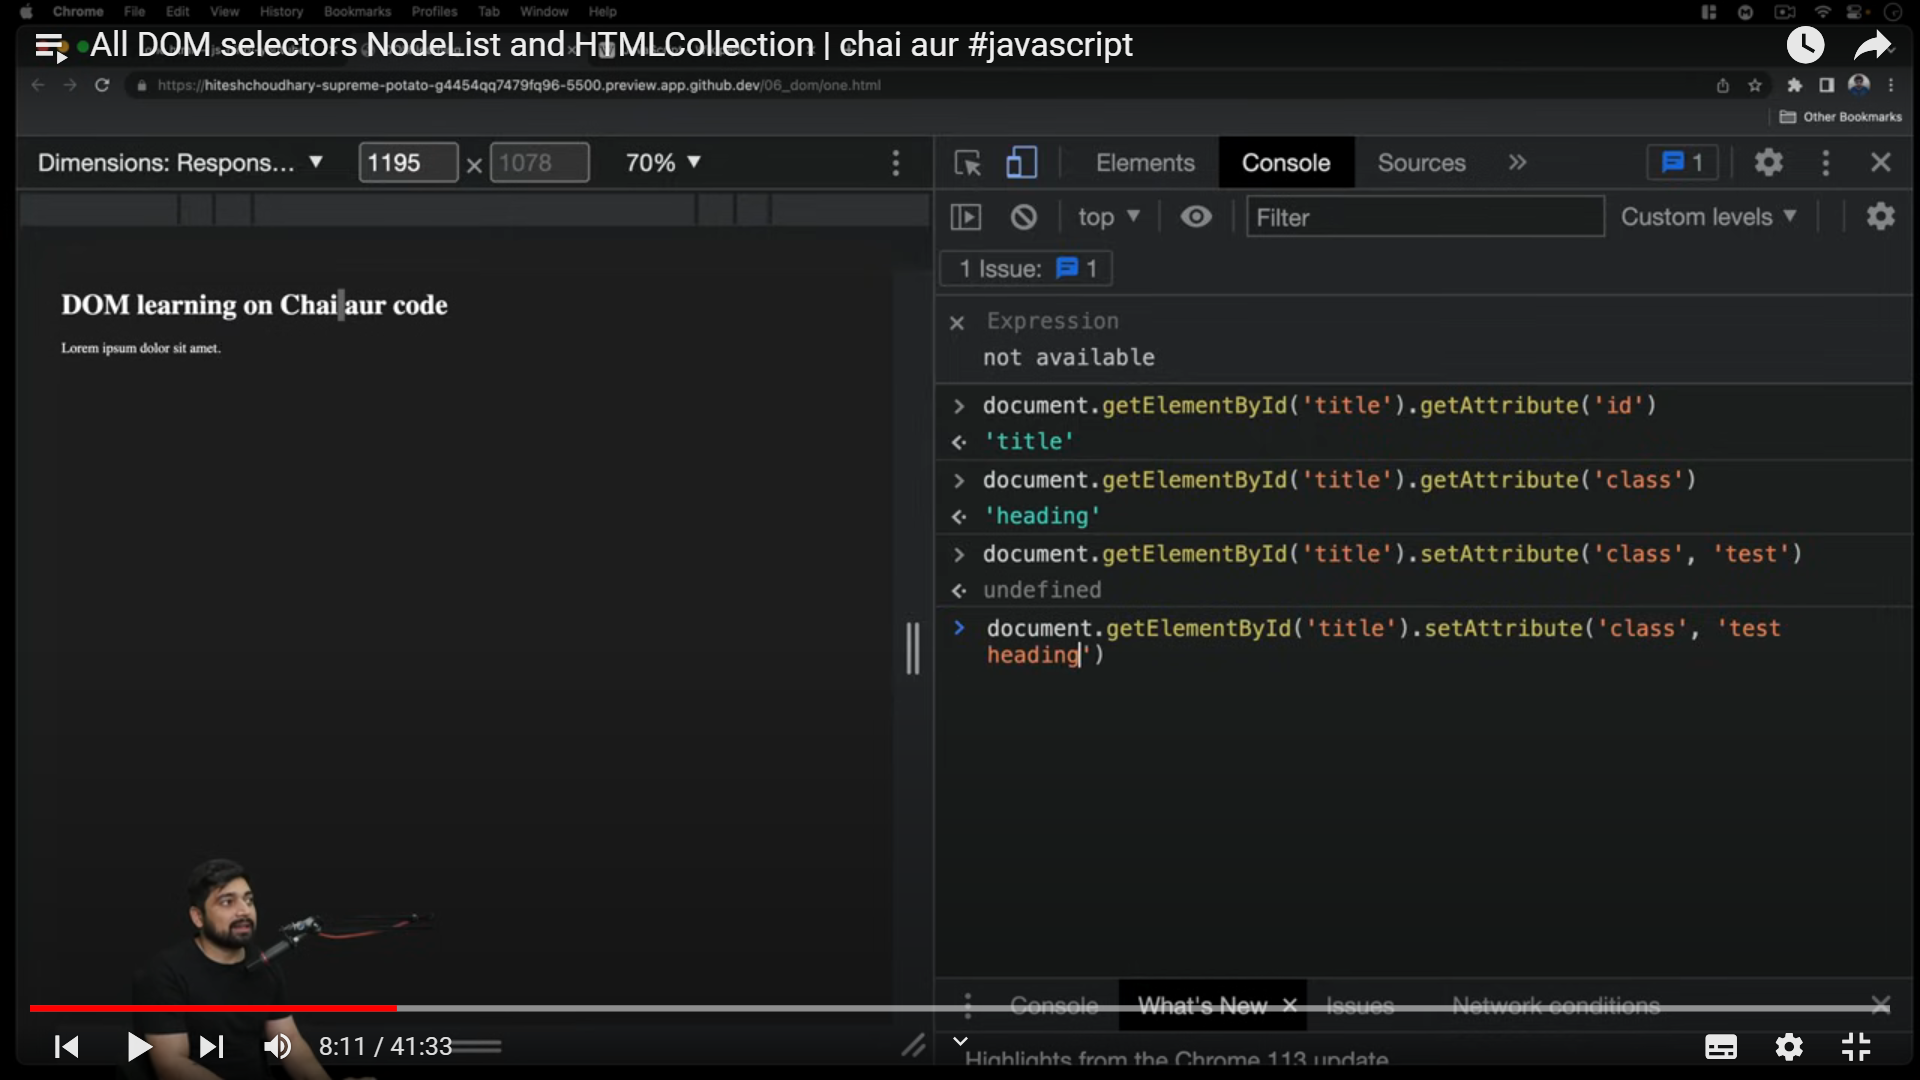 Chrome File Edit View History Bookmarks Profiles Tab Window Help
All DOM selectors NodeList and HTMLCollection | chai aur #javascript
https://hiteshchoudhary-supreme-potato-g4454qq7479fq96-5500.preview.app.github.dev/06_dom/one.html
Other Bookmarks
Dimensions: Respons... ▼ 1195 × 1078 70% ▼
Elements Console Sources » 1
top ▼ Filter Custom levels ▼
1 Issue: 1
DOM learning on Chai aur code
Lorem ipsum dolor sit amet.
Expression
not available
document.getElementById('title').getAttribute('id')
'title'
document.getElementById('title').getAttribute('class')
'heading'
document.getElementById('title').setAttribute('class', 'test')
undefined
document.getElementById('title').setAttribute('class', 'test
heading')
Console What's New × Issues Network conditions
Highlights from the Chrome 113 update
8:11 / 41:33